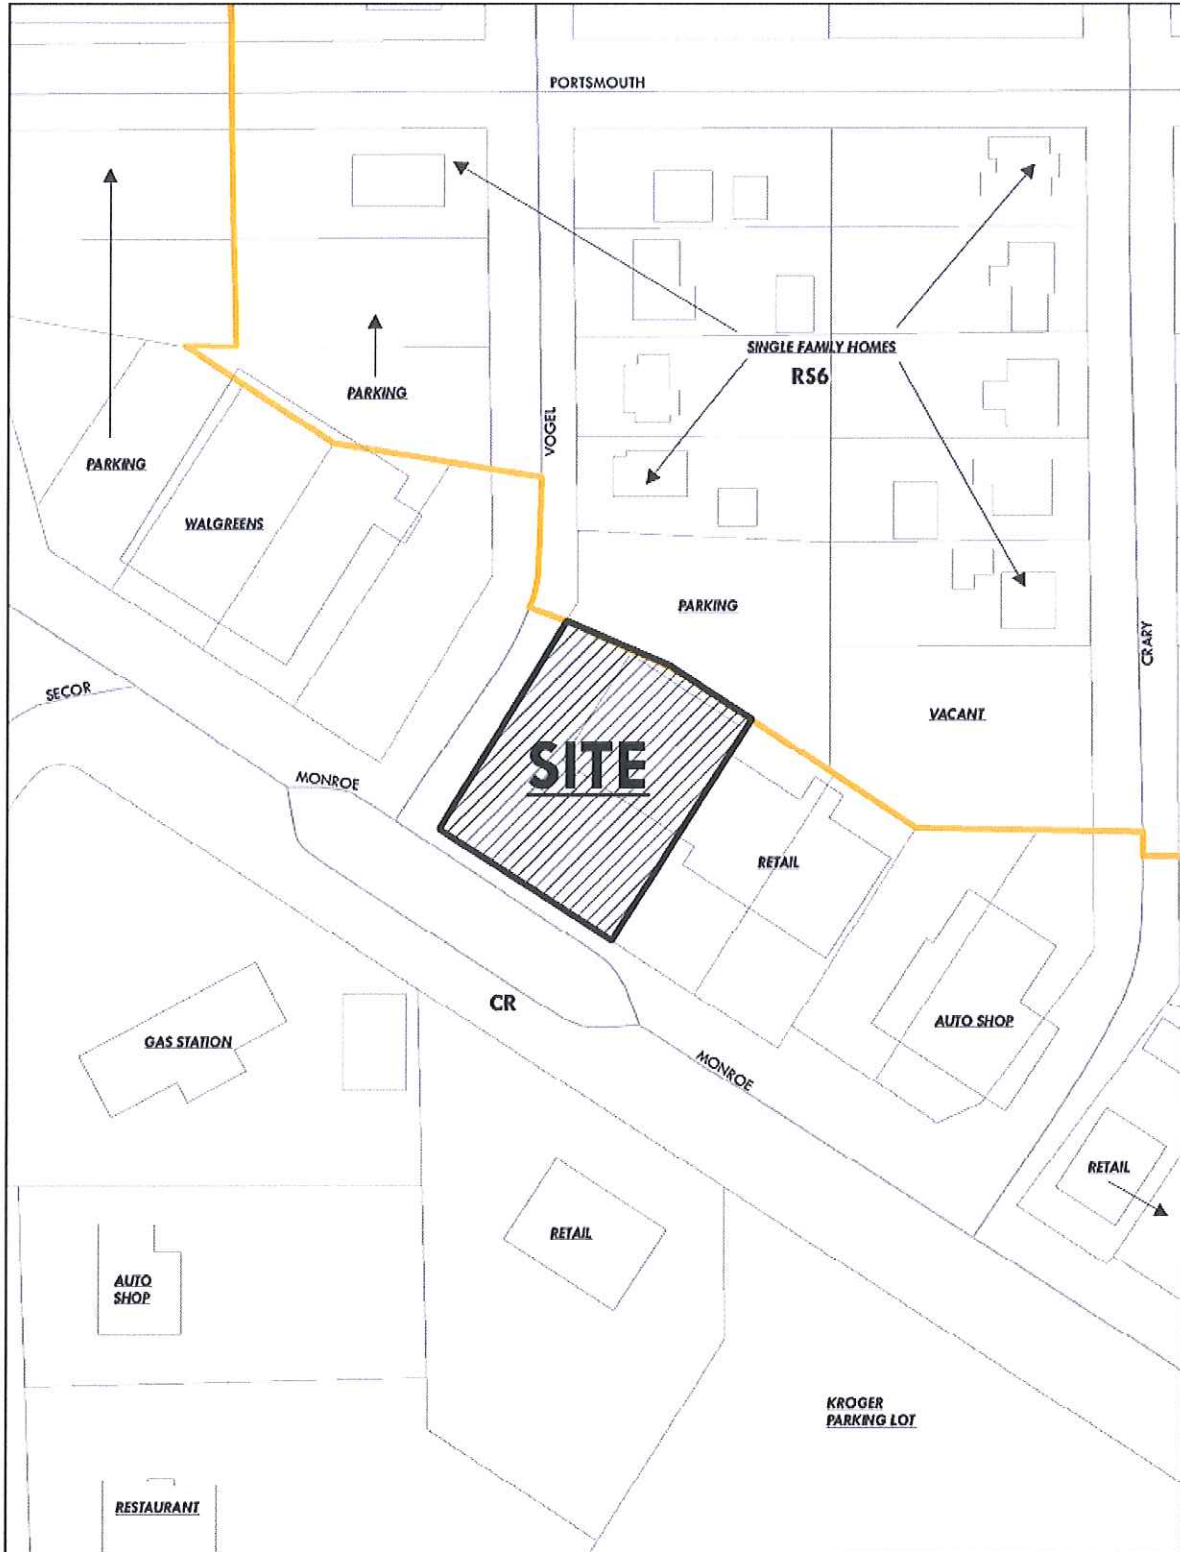 PORTSMOUTH
SINGLE FAMILY HOMES
RS6
PARKING
VOGEL
PARKING
WALGREENS
PARKING
CRARY
SECOR
VACANT
SITE
MONROE
RETAIL
CR
AUTO SHOP
GAS STATION
MONROE
RETAIL
RETAIL
AUTO
SHOP
KROGER
PARKING LOT
RESTAURANT